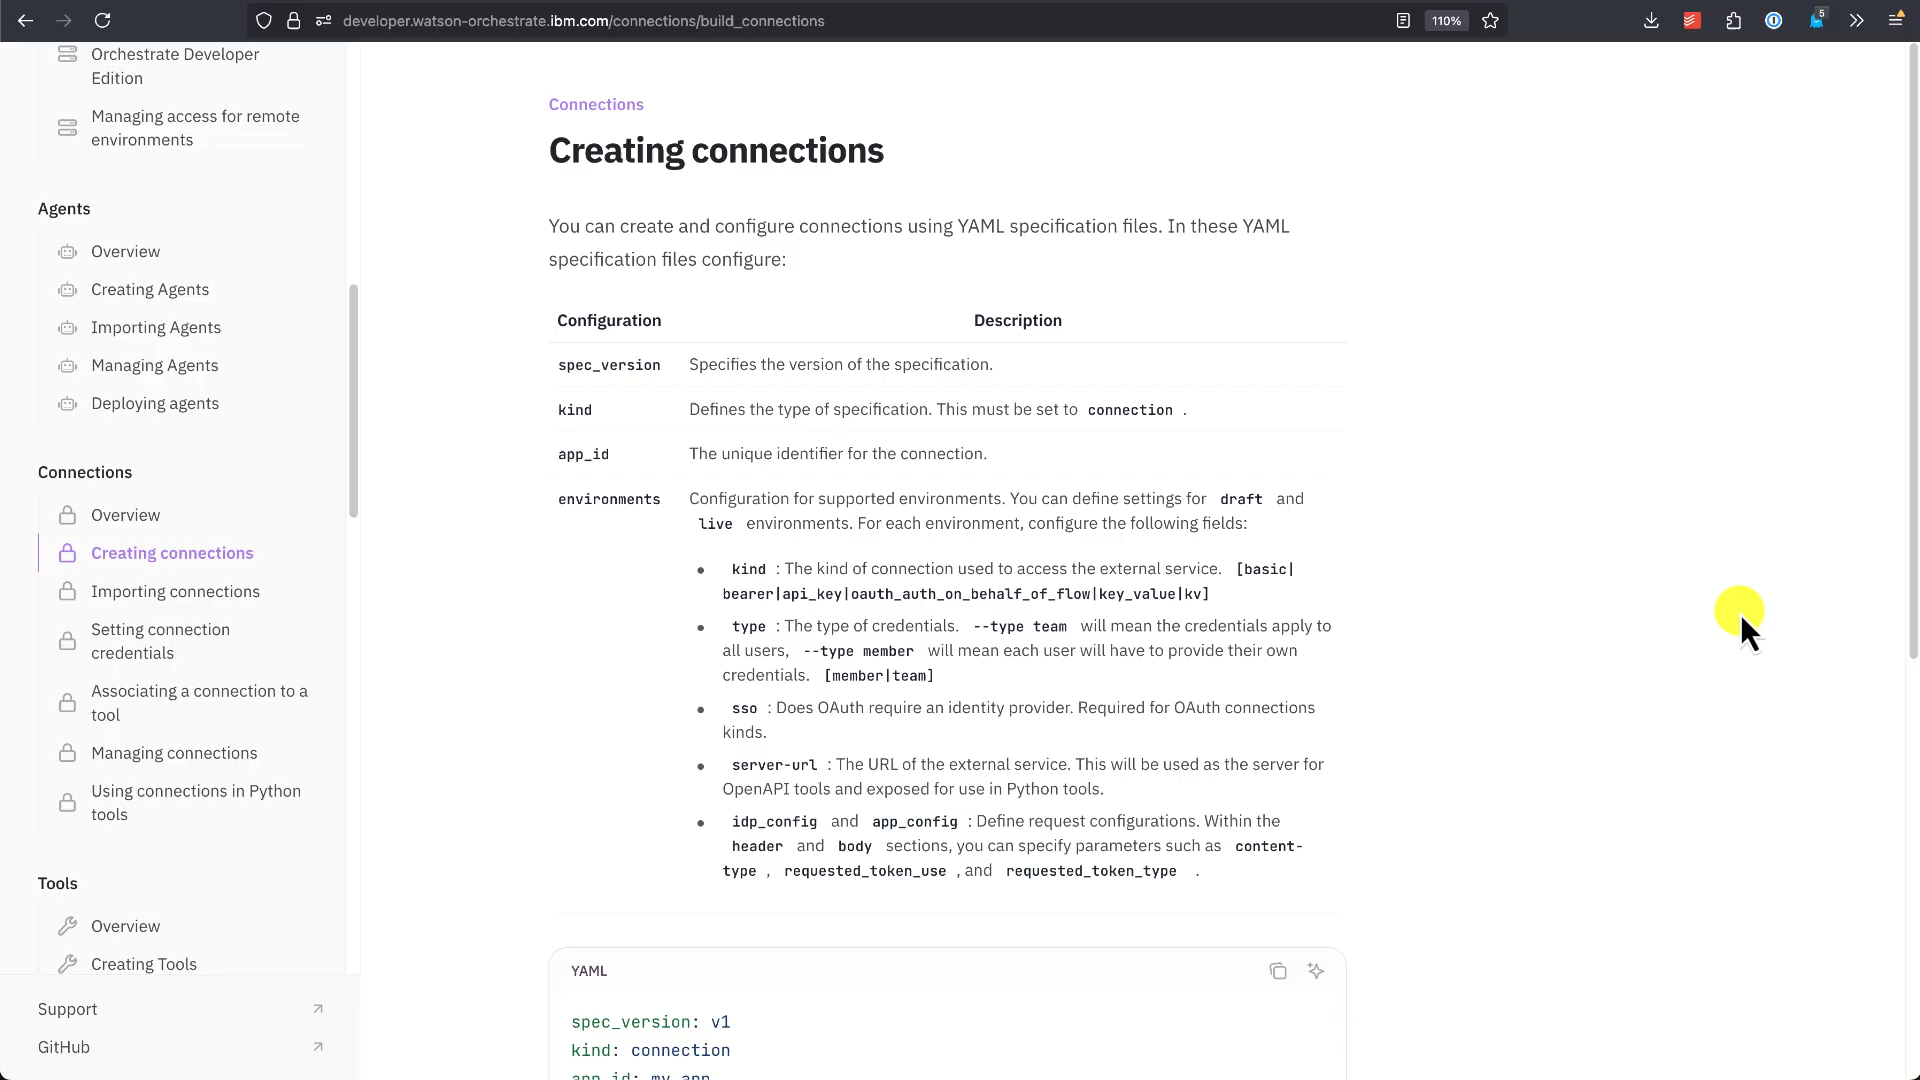 developer.watson-orchestrate.ibm.com/connections/build_connections
110%
5
Orchestrate Developer
Edition
Managing access for remote
environments
Agents
Overview
Creating Agents
Importing Agents
Managing Agents
Deploying agents
Connections
Overview
Creating connections
Importing connections
Setting connection
credentials
Associating a connection to a
tool
Managing connections
Using connections in Python
tools
Tools
Overview
Creating Tools
Support
GitHub
Connections
Creating connections
You can create and configure connections using YAML specification files. In these YAML
specification files configure:
Configuration Description
spec_version Specifies the version of the specification.
kind Defines the type of specification. This must be set to connection .
app_id The unique identifier for the connection.
environments Configuration for supported environments. You can define settings for draft and
live environments. For each environment, configure the following fields:
kind : The kind of connection used to access the external service. [basic|
bearer|api_key|oauth_auth_on_behalf_of_flow|key_value|kv]
type : The type of credentials. --type team will mean the credentials apply to
all users, --type member will mean each user will have to provide their own
credentials. [member|team]
sso : Does OAuth require an identity provider. Required for OAuth connections
kinds.
server-url : The URL of the external service. This will be used as the server for
OpenAPI tools and exposed for use in Python tools.
idp_config and app_config : Define request configurations. Within the
header and body sections, you can specify parameters such as content-
type , requested_token_use , and requested_token_type .
YAML
spec_version: v1
kind: connection
app_id: my_app